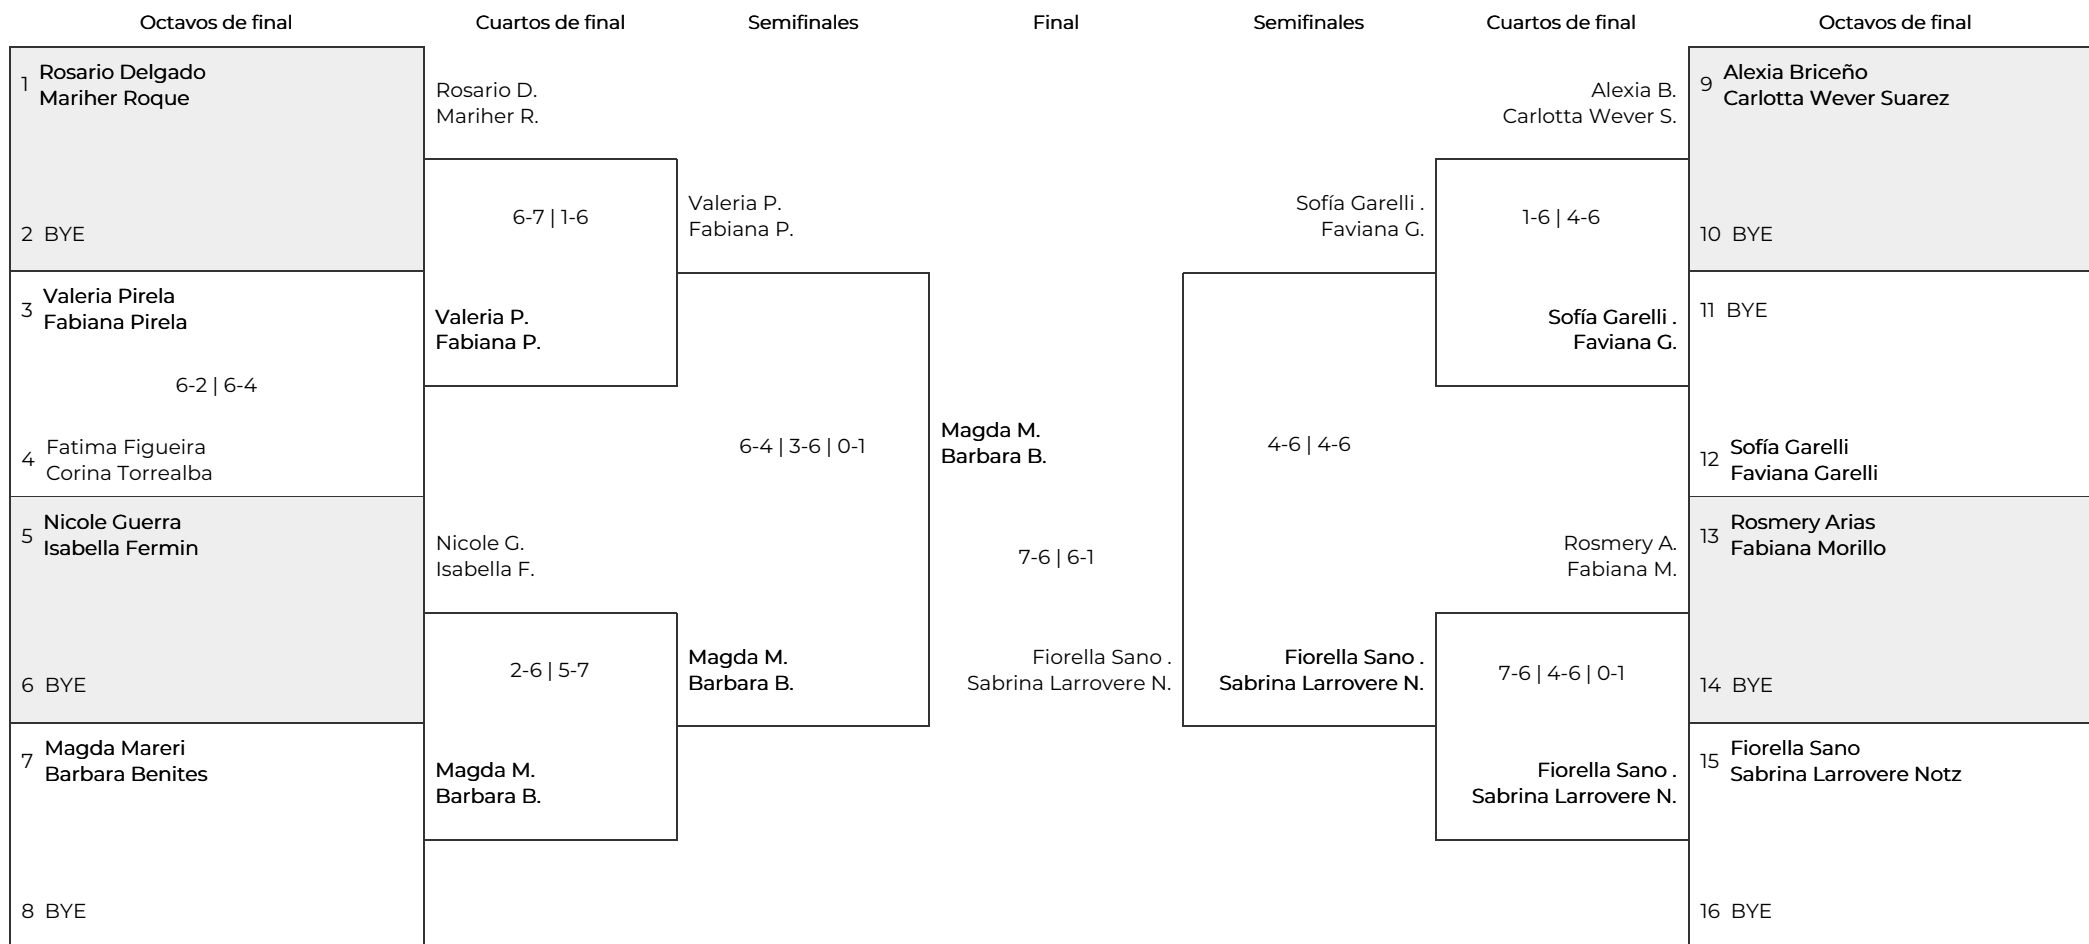 Octavos de final
Cuartos de final
Semifinales
Final
Semifinales
Cuartos de final
Octavos de final
1 Rosario Delgado
Mariher Roque
2 BYE
3 Valeria Pirela
Fabiana Pirela
6-2 | 6-4
4 Fatima Figueira
Corina Torrealba
5 Nicole Guerra
Isabella Fermin
6 BYE
7 Magda Mareri
Barbara Benites
8 BYE
Rosario D.
Mariher R.
6-7 | 1-6
Valeria P.
Fabiana P.
Nicole G.
Isabella F.
2-6 | 5-7
Magda M.
Barbara B.
Valeria P.
Fabiana P.
6-4 | 3-6 | 0-1
Magda M.
Barbara B.
Magda M.
Barbara B.
7-6 | 6-1
Fiorella Sano .
Sabrina Larrovere N.
Sofía Garelli .
Faviana G.
4-6 | 4-6
Fiorella Sano .
Sabrina Larrovere N.
Alexia B.
Carlotta Wever S.
1-6 | 4-6
Sofía Garelli .
Faviana G.
Rosmery A.
Fabiana M.
7-6 | 4-6 | 0-1
Fiorella Sano .
Sabrina Larrovere N.
9 Alexia Briceño
Carlotta Wever Suarez
10 BYE
11 BYE
12 Sofía Garelli
Faviana Garelli
13 Rosmery Arias
Fabiana Morillo
14 BYE
15 Fiorella Sano
Sabrina Larrovere Notz
16 BYE